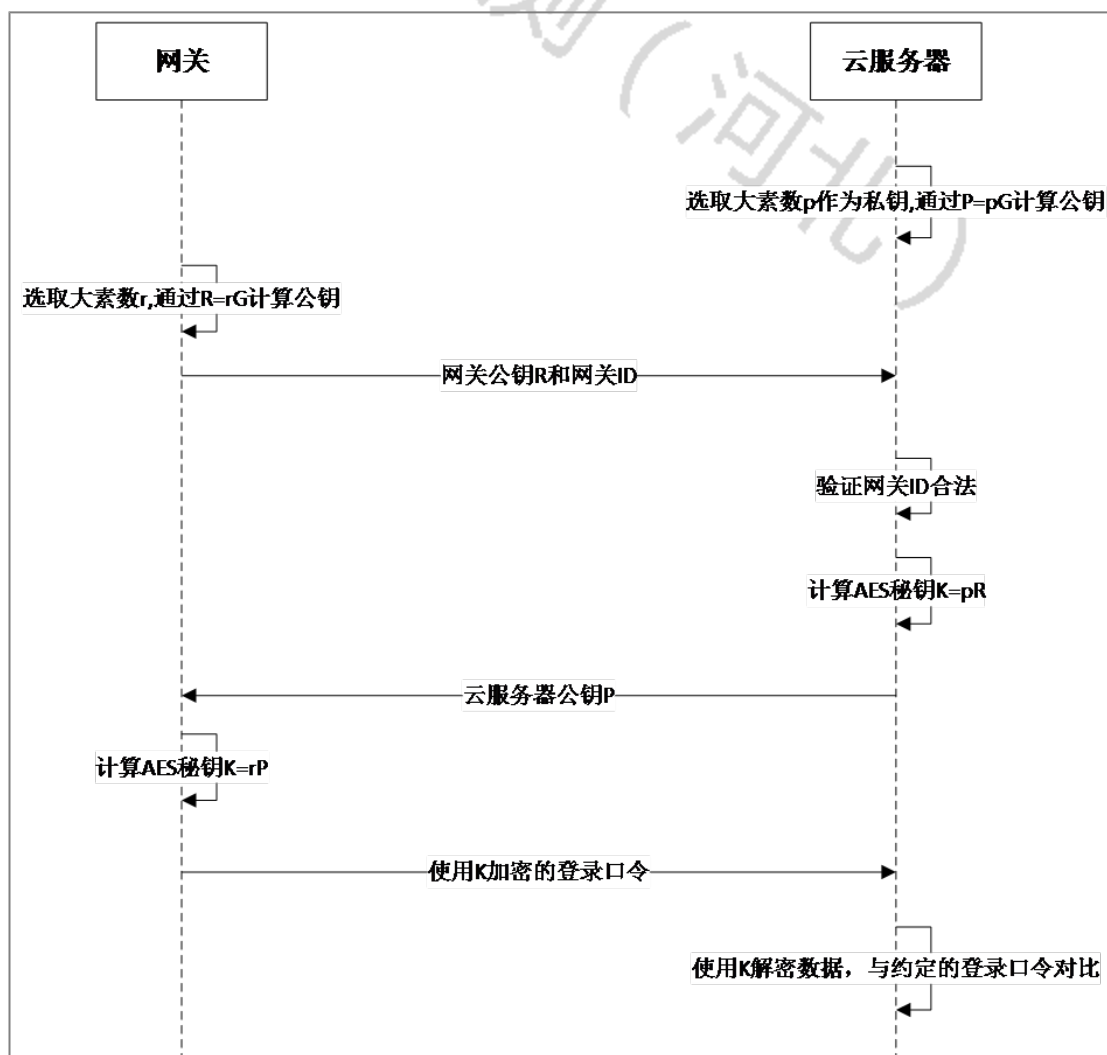 测（河北）
网关
云服务器
选取大素数p作为私钥,通过P=pG计算公钥
选取大素数r,通过R=rG计算公钥
网关公钥R和网关ID
验证网关ID合法
计算AES秘钥K=pR
云服务器公钥P
计算AES秘钥K=rP
使用K加密的登录口令
使用K解密数据，与约定的登录口令对比